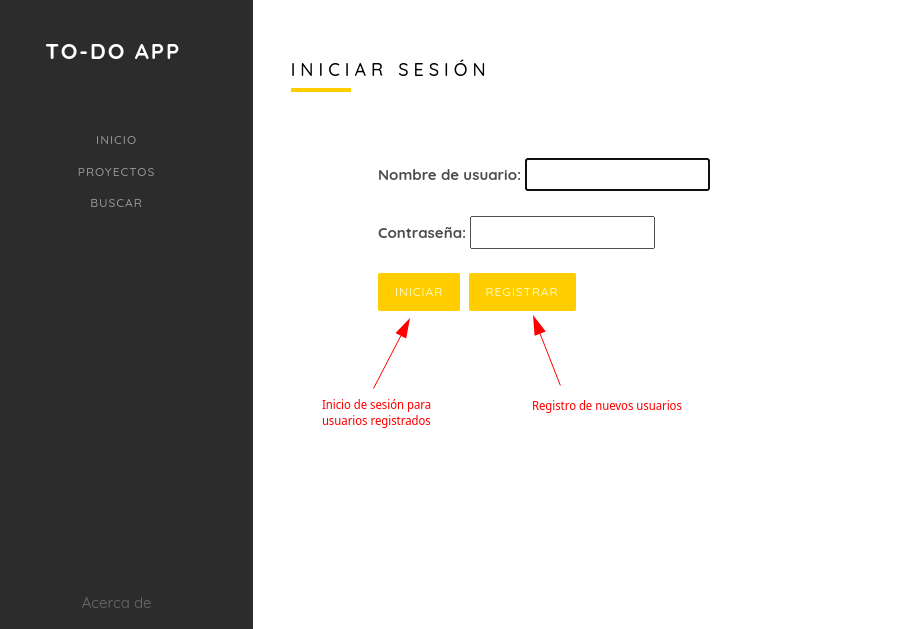 TO-DO APP
INICIO
PROYECTOS
BUSCAR
Acerca de
INICIAR SESIÓN
Nombre de usuario:
Contraseña:
INICIAR
REGISTRAR
Inicio de sesión para
usuarios registrados
Registro de nuevos usuarios